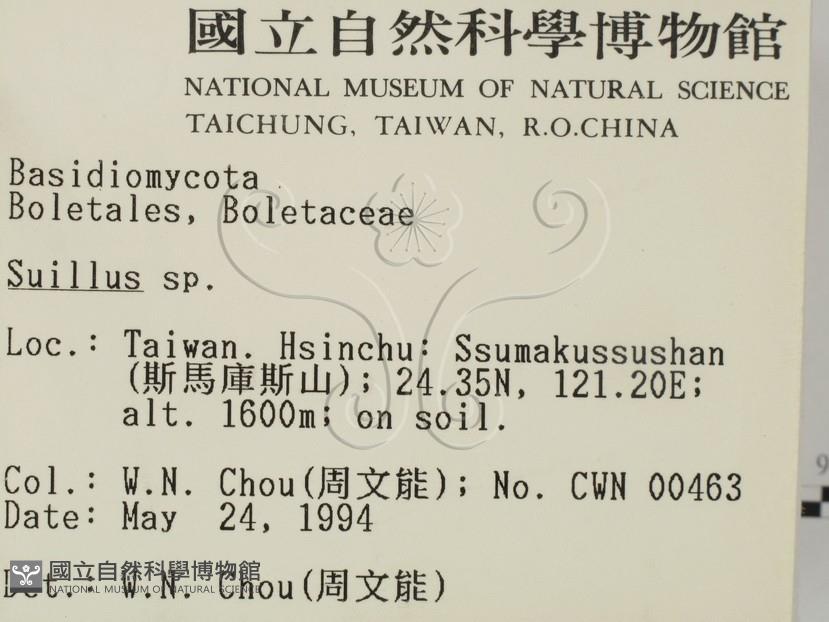 國立自然科學博物館
NATIONAL MUSEUM OF NATURAL SCIENCE
TAICHUNG, TAIWAN, R.O.CHINA
Basidiomycota
Boletales, Boletaceae
Suillus sp.
Loc.: Taiwan. Hsinchu: Ssumakussushan
(斯馬庫斯山); 24.35N, 121.20E;
alt. 1600m; on soil.
Col.: W.N. Chou(周文能); No. CWN 00463
Date: May 24, 1994
Det.: W.N. Chou(周文能)
國立自然科學博物館
NATIONAL MUSEUM OF NATURAL SCIENCE
9